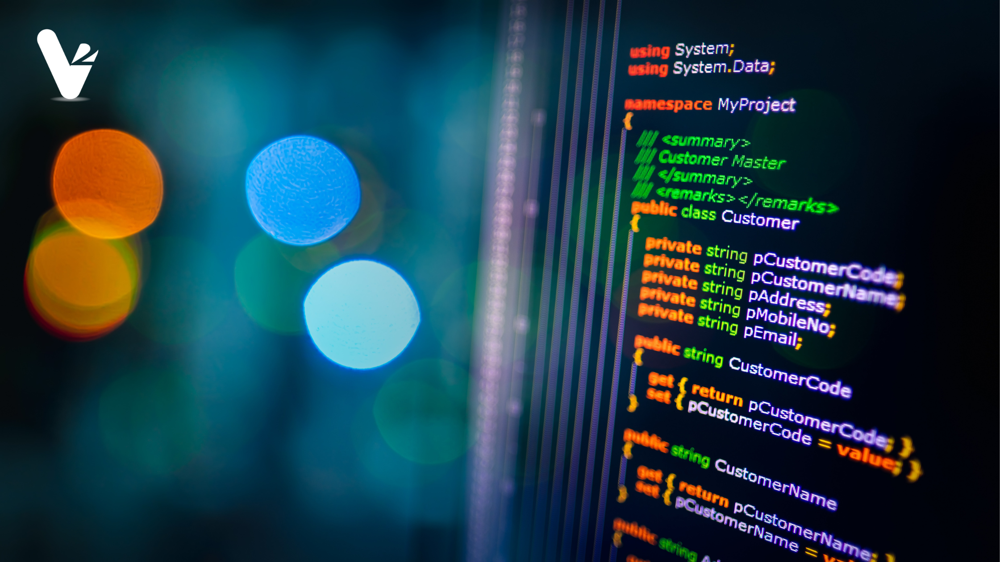 V2
using System;
using System.Data;
namespace MyProject
{
/// <summary>
/// Customer Master
/// </summary>
/// <remarks></remarks>
public class Customer
{
private string pCustomerCode;
private string pCustomerName;
private string pAddress;
private string pMobileNo;
private string pEmail;
public string CustomerCode
{
get { return pCustomerCode; }
set { pCustomerCode = value; }
}
public string CustomerName
{
get { return pCustomerName; }
set { pCustomerName =
}
public string
{